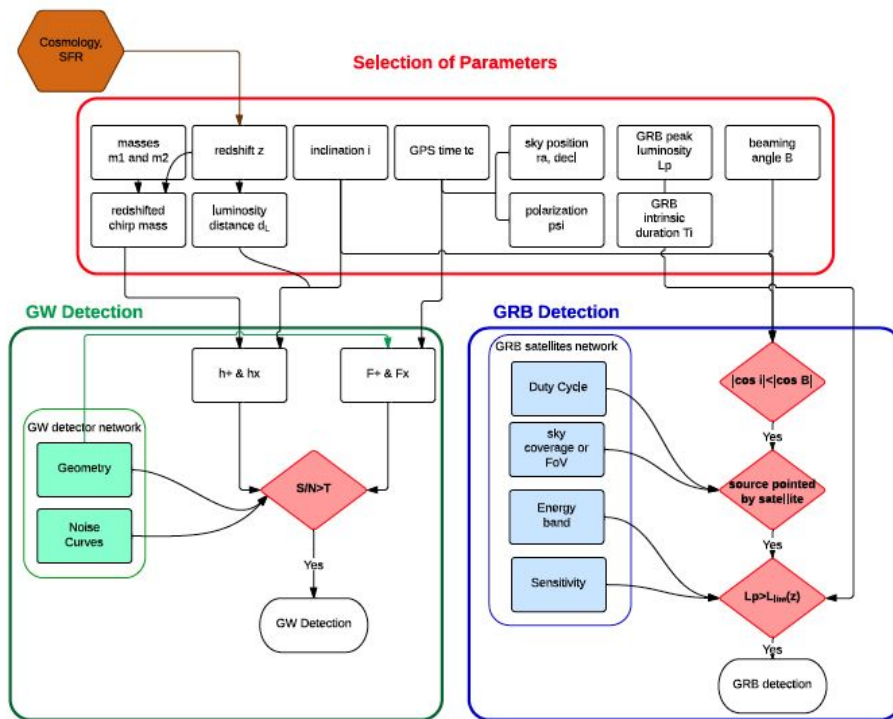 Cosmology,
SFR
Selection of Parameters
masses
m1 and m2
redshift z
inclination i
GPS time tc
sky position
ra, decl
GRB peak
luminosity
Lp
beaming
angle B
redshifted
chirp mass
luminosity
distance dL
polarization
psi
GRB
intrinsic
duration Ti
GW Detection
h+ & hx
F+ & Fx
GW detector network
Geometry
Noise
Curves
S/N>T
Yes
GW Detection
GRB Detection
GRB satellites network
Duty Cycle
sky
coverage or
FoV
Energy
band
Sensitivity
|cos i|<|cos B|
Yes
source pointed
by satellite
Yes
Lp>Llim(z)
Yes
GRB detection